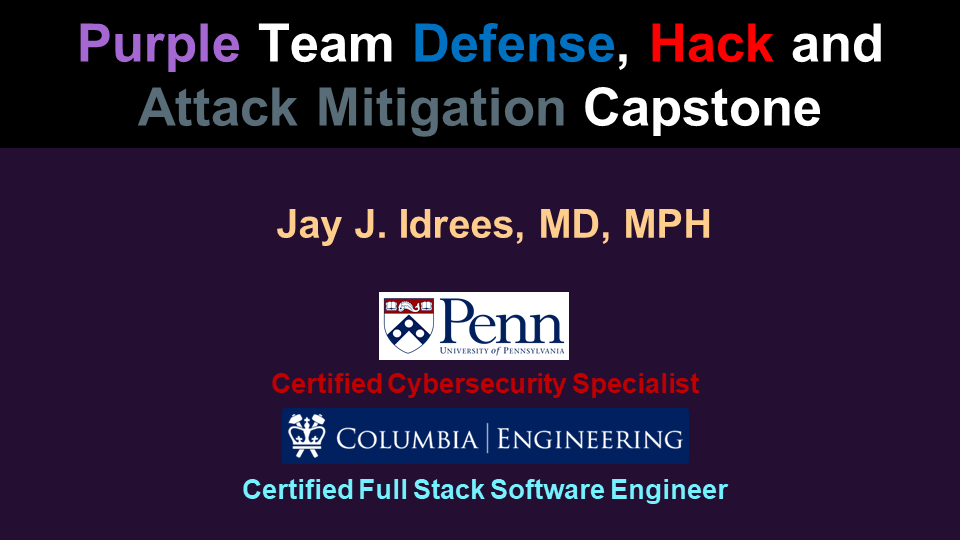 Purple Team Defense, Hack and
Attack Mitigation Capstone
Jay J. Idrees, MD, MPH
Penn
UNIVERSITY of PENNSYLVANIA
Certified Cybersecurity Specialist
COLUMBIA | ENGINEERING
Certified Full Stack Software Engineer